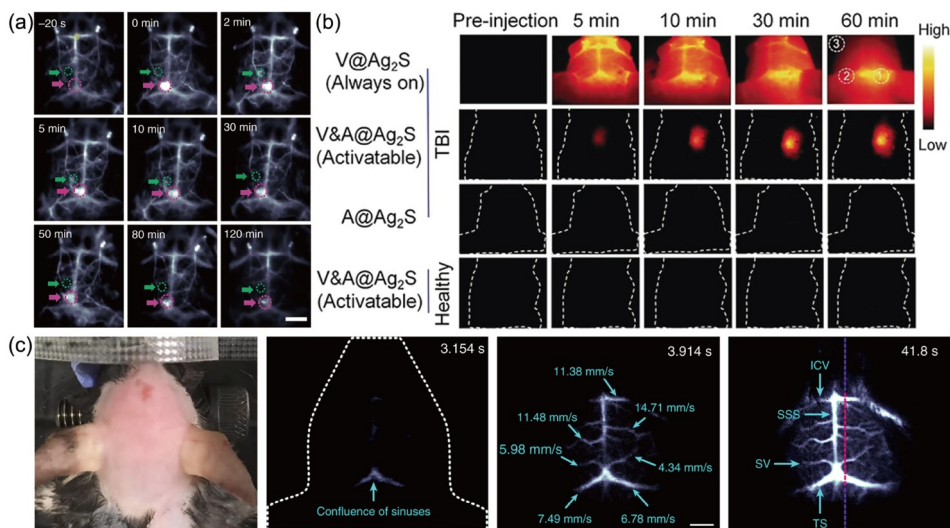 (a)
−20 s
0 min
2 min
5 min
10 min
30 min
50 min
80 min
120 min
(b)
Pre-injection
5 min
10 min
30 min
60 min
High
Low
V@Ag₂S
(Always on)
V&A@Ag₂S
(Activatable)
A@Ag₂S
TBI
V&A@Ag₂S
(Activatable)
Healthy
3
2
1
(c)
3.154 s
Confluence of sinuses
3.914 s
11.38 mm/s
11.48 mm/s
14.71 mm/s
5.98 mm/s
4.34 mm/s
7.49 mm/s
6.78 mm/s
41.8 s
ICV
SSS
SV
TS